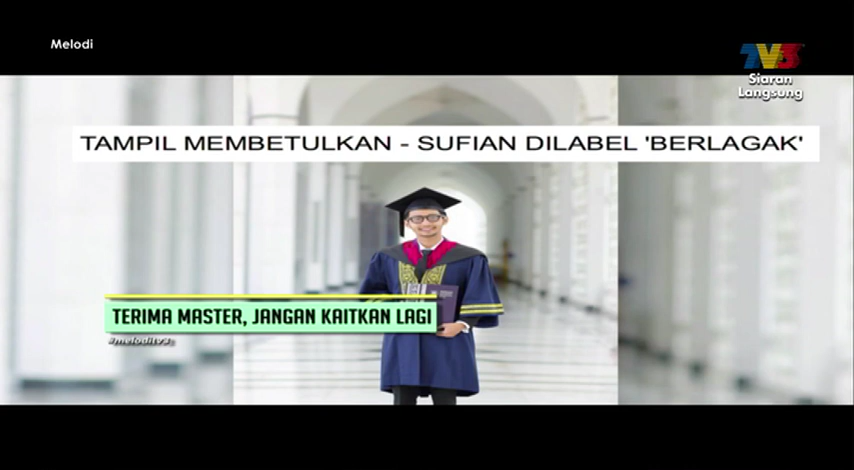 Melodi
TV3
Siaran
Langsung
TAMPIL MEMBETULKAN - SUFIAN DILABEL 'BERLAGAK'
TERIMA MASTER, JANGAN KAITKAN LAGI
#meloditv3